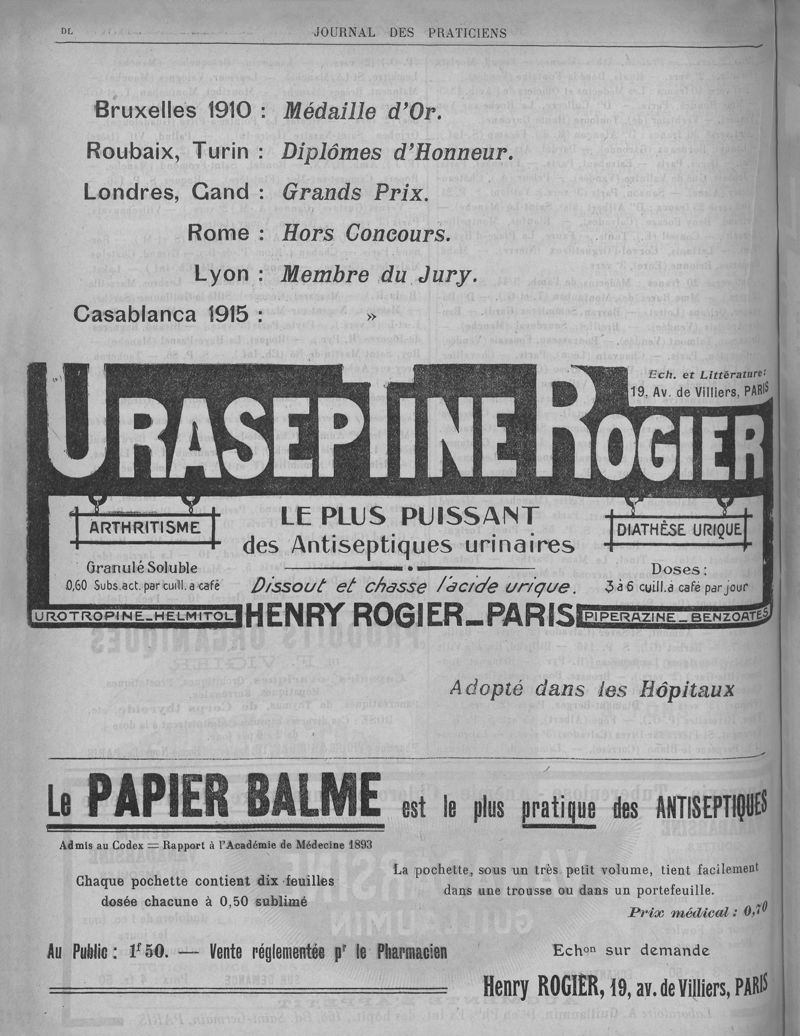 DL
JOURNAL DES PRATICIENS
Bruxelles 1910 : Médaille d'Or.
Roubaix, Turin : Diplômes d'Honneur.
Londres, Gand : Grands Prix.
Rome : Hors Concours.
Lyon : Membre du Jury.
Casablanca 1915 : »
Ech. et Littérature:
19, Av. de Villiers, PARIS
URASEPTINE ROGIER
ARTHRITISME
LE PLUS PUISSANT
des Antiseptiques urinaires
DIATHÈSE URIQUE
Granulé Soluble
0,60 Subs. act. par cuill. a café
Dissout et chasse l'acide urique.
Doses:
3 à 6 cuill. à café par jour
UROTROPINE_HELMITOL
HENRY ROGIER_PARIS
PIPERAZINE_BENZOATES
Adopté dans les Hôpitaux
Le PAPIER BALME est le plus pratique des ANTISEPTIQUES
Admis au Codex = Rapport à l'Académie de Médecine 1893
Chaque pochette contient dix feuilles
dosée chacune à 0,50 sublimé
La pochette, sous un très petit volume, tient facilement
dans une trousse ou dans un portefeuille.
Prix médical : 0,70
Au Public : 1f 50. — Vente réglementée pr le Pharmacien
Echon sur demande
Henry ROGIER, 19, av. de Villiers, PARIS